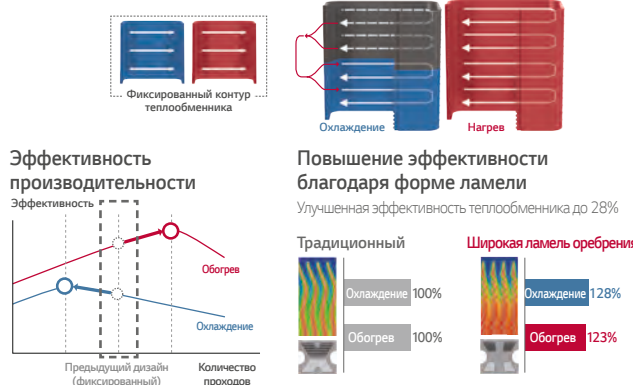 Фиксированный контур
теплообменника
Охлаждение
Нагрев
Эффективность
производительности
Эффективность
Обогрев
Охлаждение
Предыдущий дизайн
(фиксированный)
Количество
проходов
Повышение эффективности
благодаря форме ламели
Улучшенная эффективность теплообменника до 28%
Традиционный
Охлаждение 100%
Обогрев 100%
Широкая ламель оребрения
Охлаждение 128%
Обогрев 123%